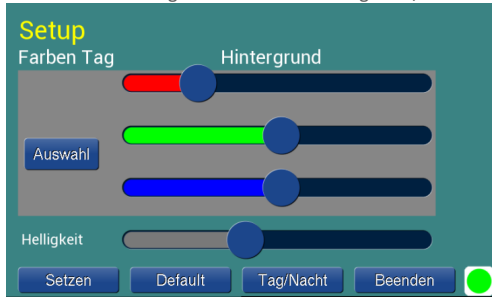 Setup
Farben Tag Hintergrund
Auswahl
Helligkeit
Setzen Default Tag/Nacht Beenden